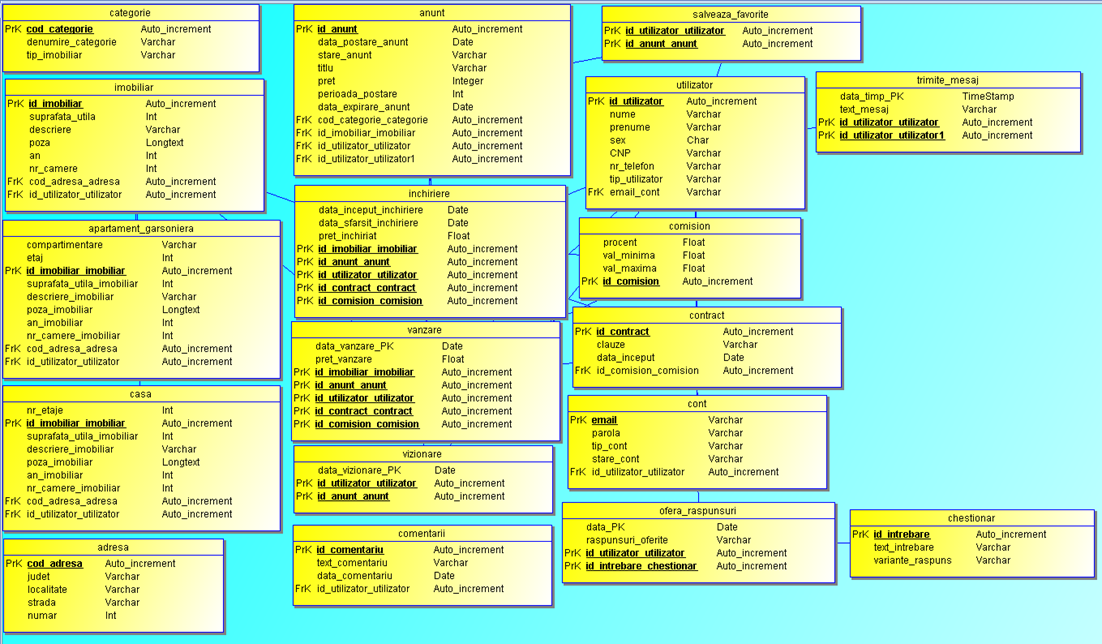 categorie
PrK cod_categorie Auto_increment
denumire_categorie Varchar
tip_imobiliar Varchar
imobiliar
PrK id_imobiliar Auto_increment
suprafata_utila Int
descriere Varchar
poza Longtext
an Int
nr_camere Int
FrK cod_adresa_adresa Auto_increment
FrK id_utilizator_utilizator Auto_increment
apartament_garsoniera
compartimentare Varchar
etaj Int
PrK id_imobiliar_imobiliar Auto_increment
suprafata_utila_imobiliar Int
descriere_imobiliar Varchar
poza_imobiliar Longtext
an_imobiliar Int
nr_camere_imobiliar Int
FrK cod_adresa_adresa Auto_increment
FrK id_utilizator_utilizator Auto_increment
casa
nr_etaje Int
PrK id_imobiliar_imobiliar Auto_increment
suprafata_utila_imobiliar Int
descriere_imobiliar Varchar
poza_imobiliar Longtext
an_imobiliar Int
nr_camere_imobiliar Int
FrK cod_adresa_adresa Auto_increment
FrK id_utilizator_utilizator Auto_increment
adresa
PrK cod_adresa Auto_increment
judet Varchar
localitate Varchar
strada Varchar
numar Int
anunt
PrK id_anunt Auto_increment
data_postare_anunt Date
stare_anunt Varchar
titlu Varchar
pret Integer
perioada_postare Int
data_expirare_anunt Date
FrK cod_categorie_categorie Auto_increment
FrK id_imobiliar_imobiliar Auto_increment
FrK id_utilizator_utilizator Auto_increment
FrK id_utilizator_utilizator1 Auto_increment
inchiriere
data_inceput_inchiriere Date
data_sfarsit_inchiriere Date
pret_inchiriat Float
PrK id_imobiliar_imobiliar Auto_increment
PrK id_anunt_anunt Auto_increment
PrK id_utilizator_utilizator Auto_increment
PrK id_contract_contract Auto_increment
PrK id_comision_comision Auto_increment
vanzare
data_vanzare_PK Date
pret_vanzare Float
PrK id_imobiliar_imobiliar Auto_increment
PrK id_anunt_anunt Auto_increment
PrK id_utilizator_utilizator Auto_increment
PrK id_contract_contract Auto_increment
PrK id_comision_comision Auto_increment
vizionare
data_vizionare_PK Date
PrK id_utilizator_utilizator Auto_increment
PrK id_anunt_anunt Auto_increment
comentarii
PrK id_comentariu Auto_increment
text_comentariu Varchar
data_comentariu Date
FrK id_utilizator_utilizator Auto_increment
salveaza_favorite
PrK id_utilizator_utilizator Auto_increment
PrK id_anunt_anunt Auto_increment
utilizator
PrK id_utilizator Auto_increment
nume Varchar
prenume Varchar
sex Char
CNP Varchar
nr_telefon Varchar
tip_utilizator Varchar
FrK email_cont Varchar
comision
procent Float
val_minima Float
val_maxima Float
PrK id_comision Auto_increment
contract
PrK id_contract Auto_increment
clauze Varchar
data_inceput Date
FrK id_comision_comision Auto_increment
cont
PrK email Varchar
parola Varchar
tip_cont Varchar
stare_cont Varchar
FrK id_utilizator_utilizator Auto_increment
ofera_raspunsuri
data_PK Date
raspunsuri_oferite Varchar
PrK id_utilizator_utilizator Auto_increment
PrK id_intrebare_chestionar Auto_increment
trimite_mesaj
data_timp_PK TimeStamp
text_mesaj Varchar
PrK id_utilizator_utilizator Auto_increment
PrK id_utilizator_utilizator1 Auto_increment
chestionar
PrK id_intrebare Auto_increment
text_intrebare Varchar
variante_raspuns Varchar